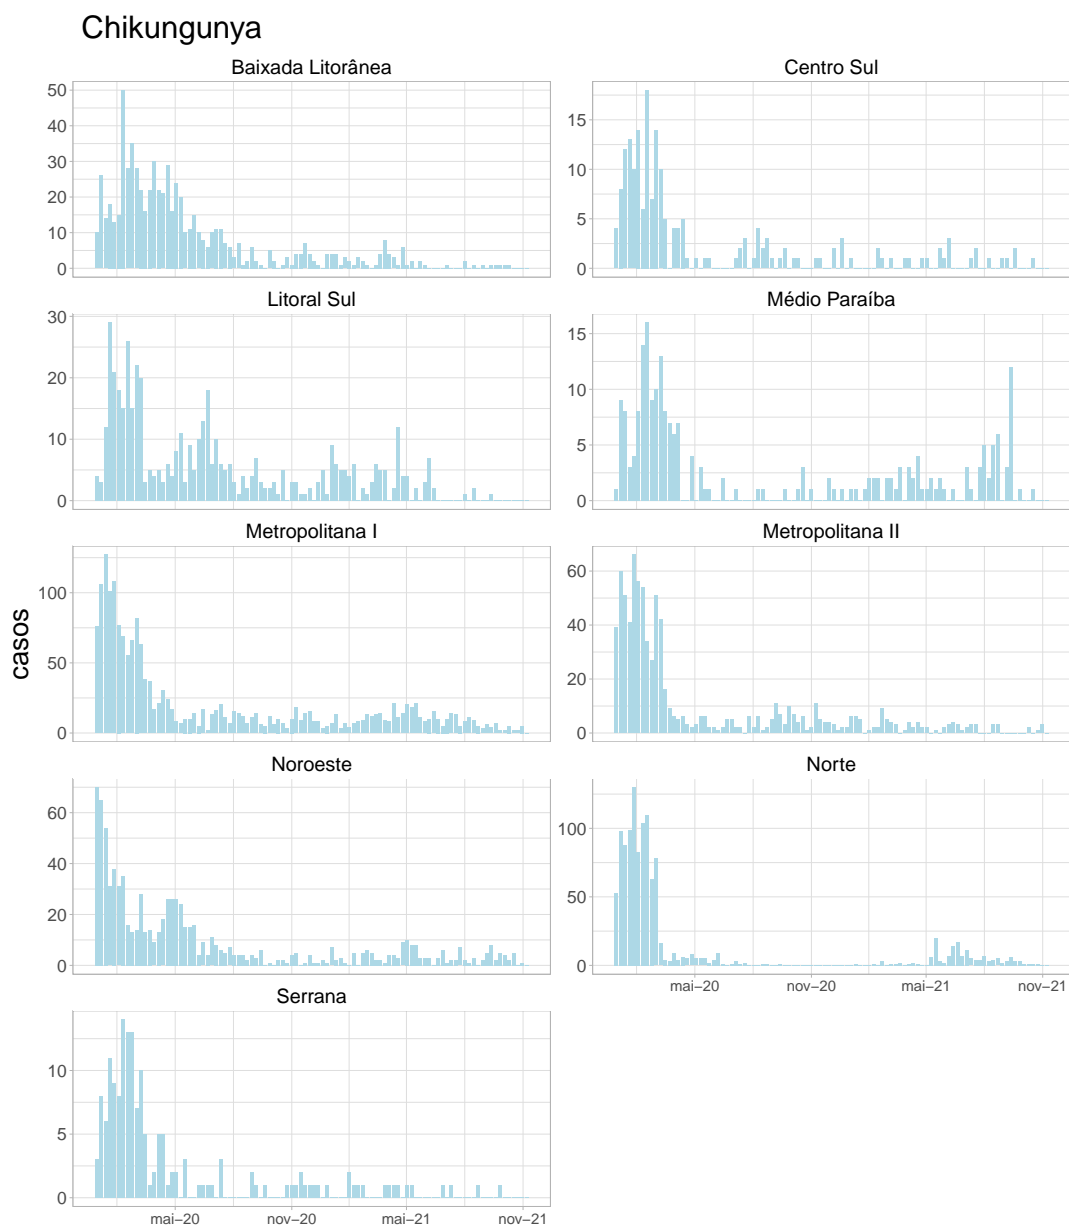 Chikungunya
Baixada Litorânea
Centro Sul
50
40
30
20
10
0
15
10
5
0
Litoral Sul
Médio Paraíba
30
20
10
0
15
10
5
0
Metropolitana I
Metropolitana II
casos
100
50
0
60
40
20
0
Noroeste
Norte
60
40
20
0
100
50
0
mai–20 nov–20 mai–21 nov–21
Serrana
10
5
0
mai–20 nov–20 mai–21 nov–21